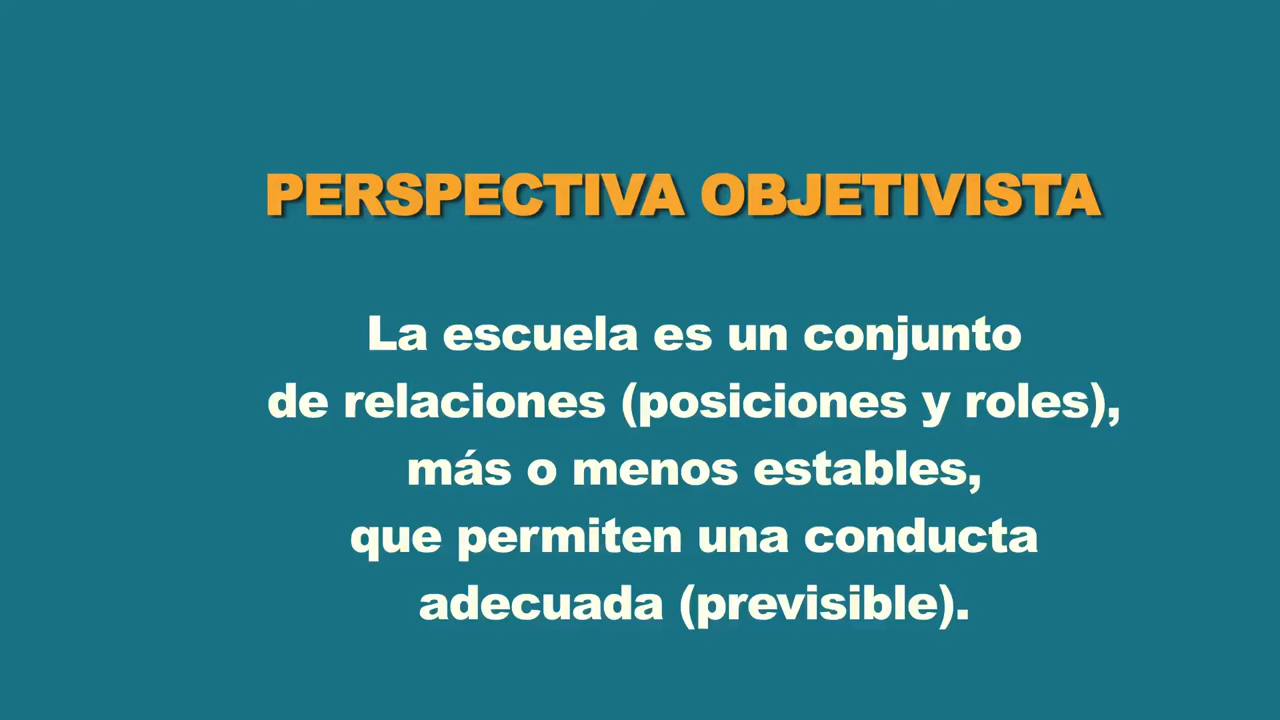 PERSPECTIVA OBJETIVISTA
La escuela es un conjunto
de relaciones (posiciones y roles),
más o menos estables,
que permiten una conducta
adecuada (previsible).